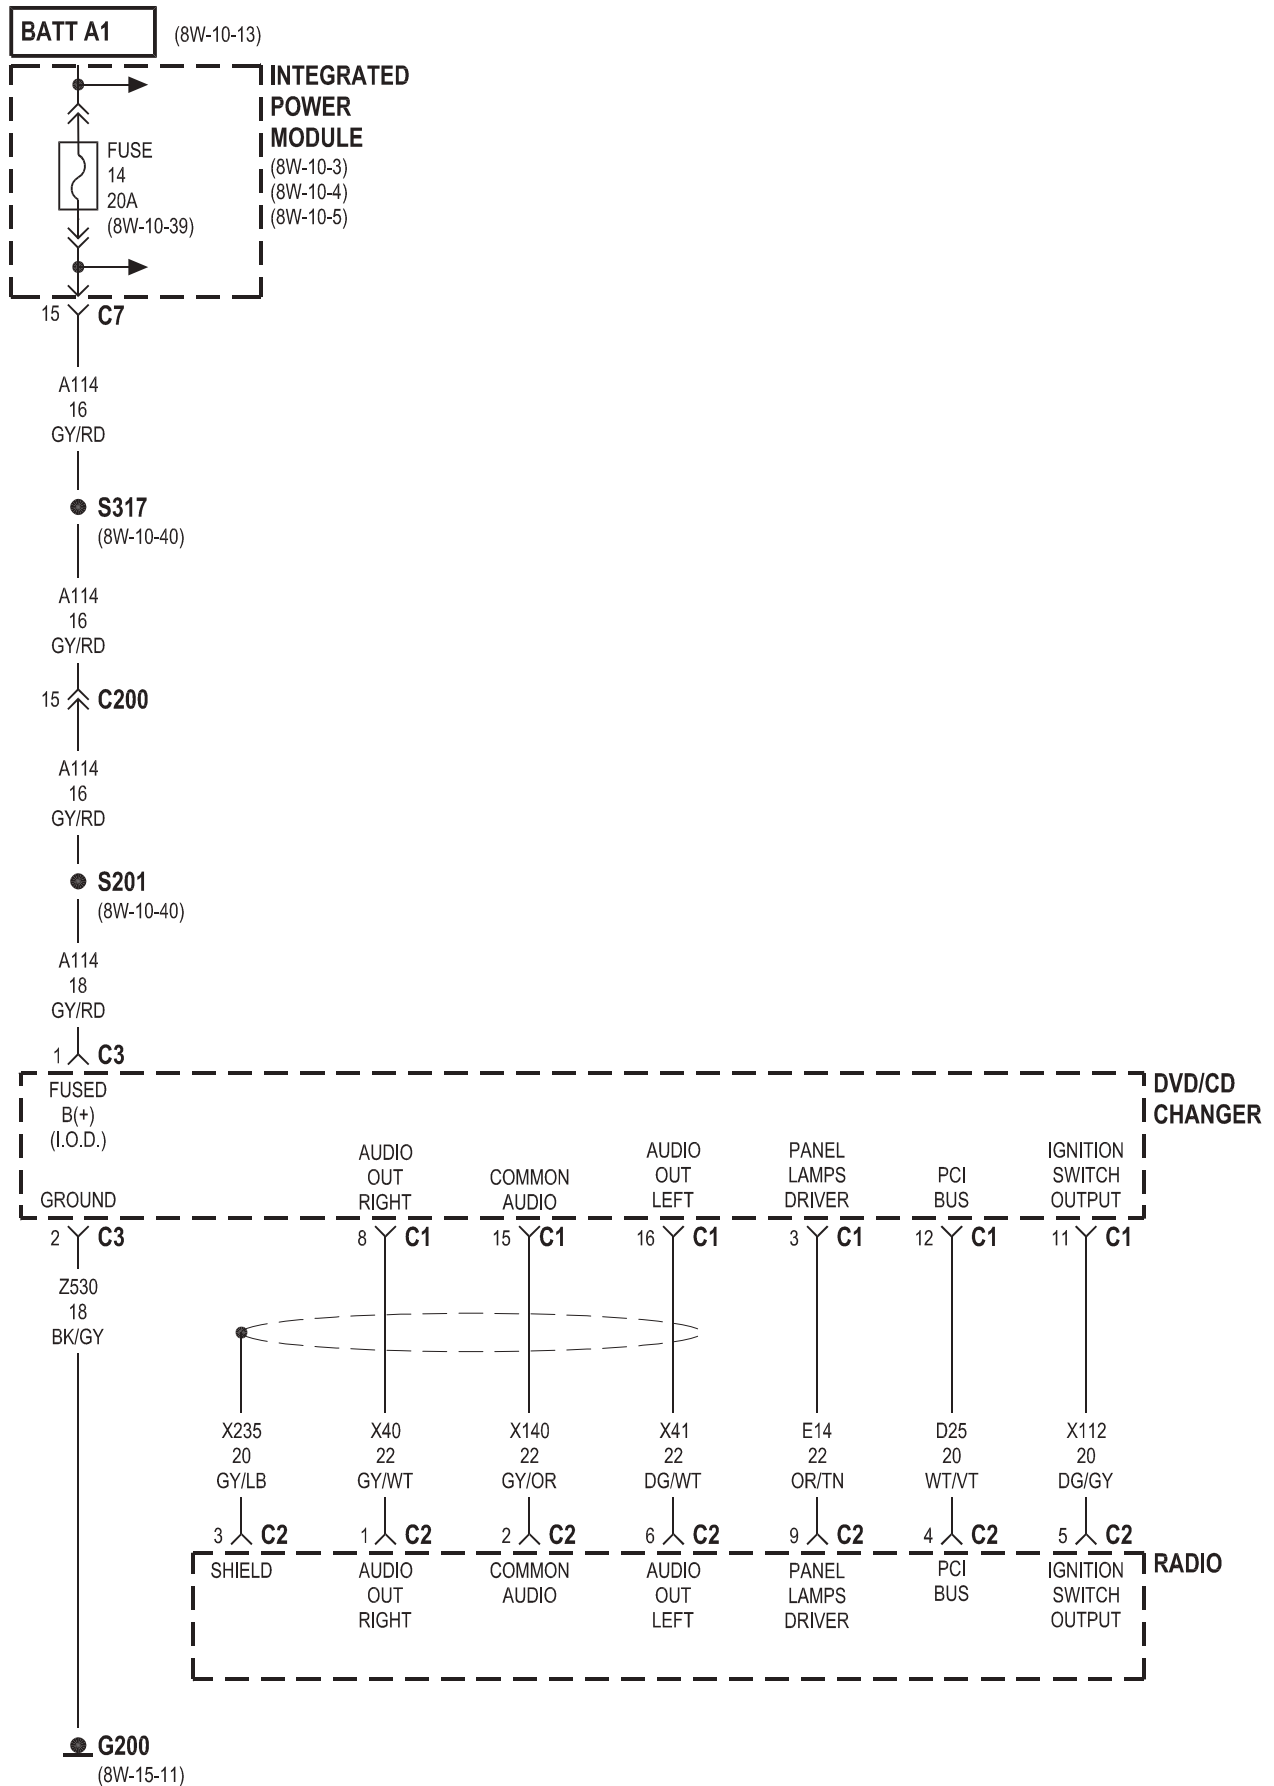 BATT A1 (8W-10-13)
INTEGRATED
POWER
MODULE
(8W-10-3)
(8W-10-4)
(8W-10-5)
FUSE
14
20A
(8W-10-39)
15 C7
A114
16
GY/RD
S317
(8W-10-40)
A114
16
GY/RD
15 C200
A114
16
GY/RD
S201
(8W-10-40)
A114
18
GY/RD
1 C3
DVD/CD
CHANGER
FUSED
B(+)
(I.O.D.)
GROUND
AUDIO
OUT
RIGHT
COMMON
AUDIO
AUDIO
OUT
LEFT
PANEL
LAMPS
DRIVER
PCI
BUS
IGNITION
SWITCH
OUTPUT
2 C3 8 C1 15 C1 16 C1 3 C1 12 C1 11 C1
Z530
18
BK/GY
X235
20
GY/LB
X40
22
GY/WT
X140
22
GY/OR
X41
22
DG/WT
E14
22
OR/TN
D25
20
WT/VT
X112
20
DG/GY
3 C2 1 C2 2 C2 6 C2 9 C2 4 C2 5 C2
RADIO
SHIELD
AUDIO
OUT
RIGHT
COMMON
AUDIO
AUDIO
OUT
LEFT
PANEL
LAMPS
DRIVER
PCI
BUS
IGNITION
SWITCH
OUTPUT
G200
(8W-15-11)